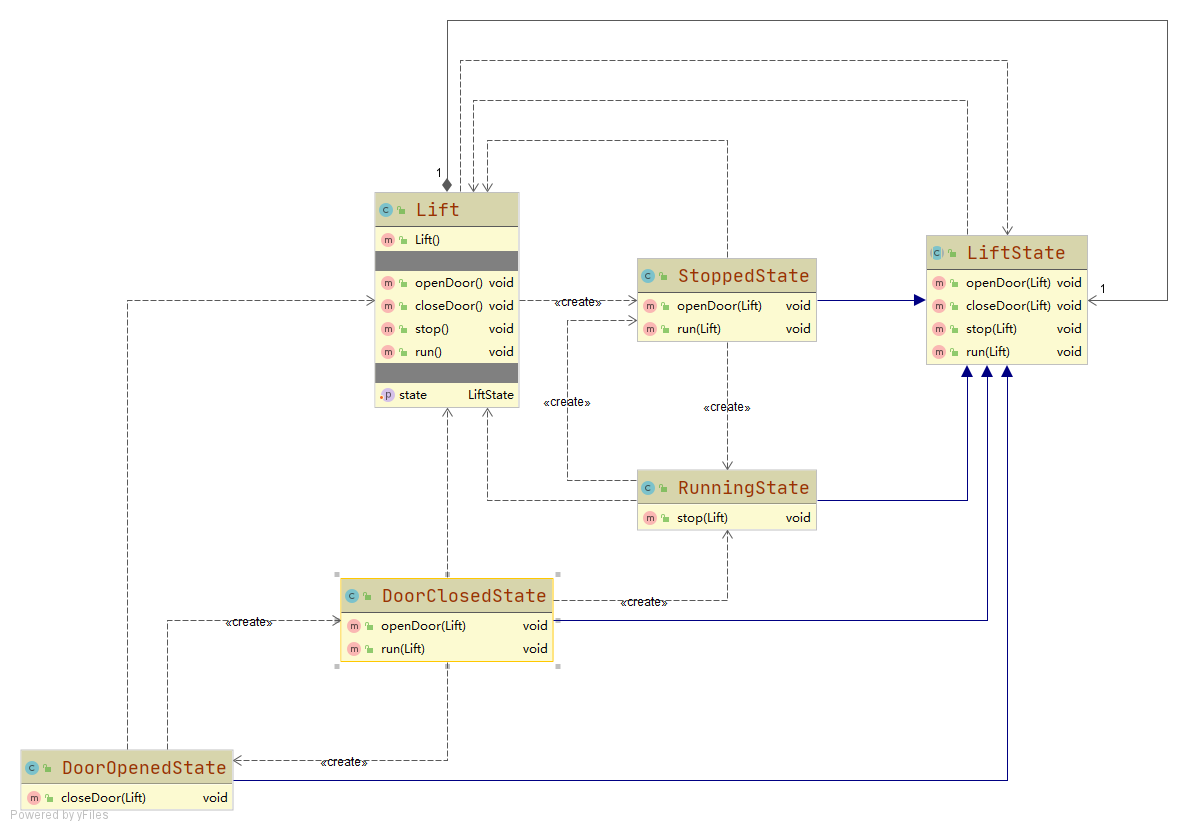 1
Lift
Lift()
openDoor() void
closeDoor() void
stop() void
run() void
state LiftState
«create»
StoppedState
openDoor(Lift) void
run(Lift) void
LiftState
openDoor(Lift) void
closeDoor(Lift) void
stop(Lift) void
run(Lift) void
1
«create»
«create»
RunningState
stop(Lift) void
DoorClosedState
openDoor(Lift) void
run(Lift) void
«create»
«create»
DoorOpenedState
closeDoor(Lift) void
«create»
Powered by yFiles